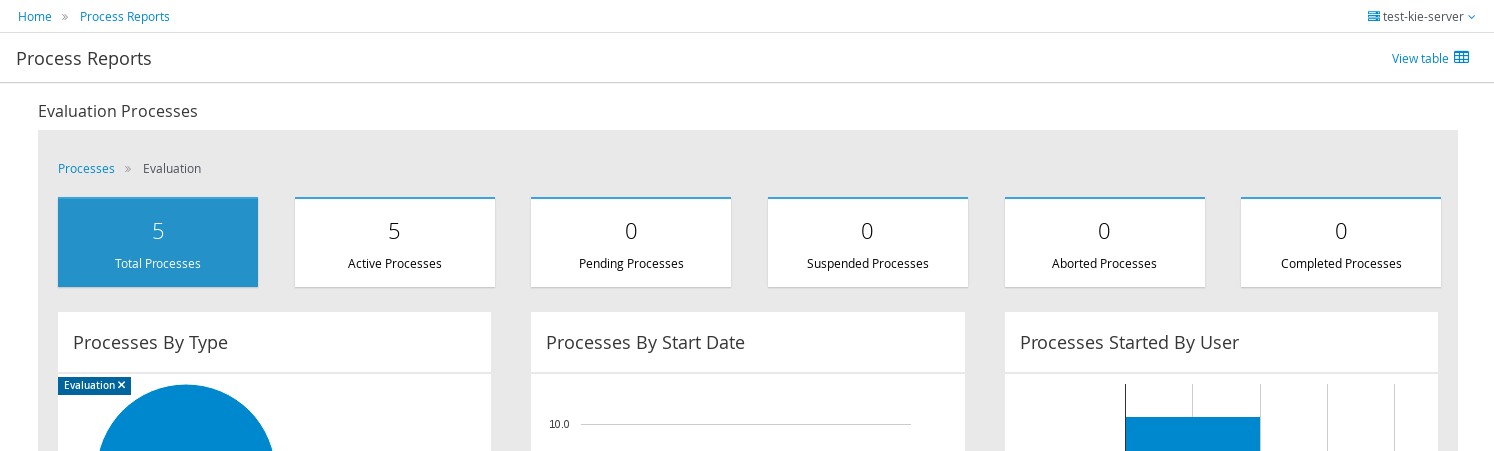 Home » Process Reports test-kie-server
Process Reports View table
Evaluation Processes
Processes » Evaluation
5 5 0 0 0 0
Total Processes Active Processes Pending Processes Suspended Processes Aborted Processes Completed Processes
Processes By Type Processes By Start Date Processes Started By User
Evaluation ×
10.0